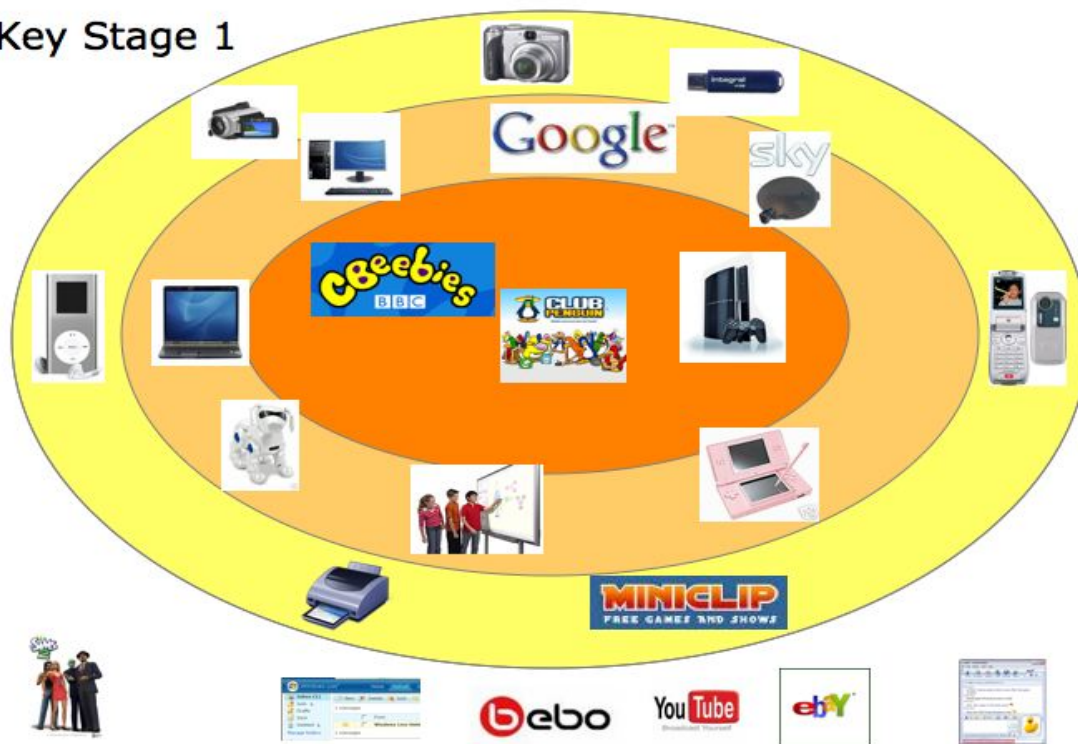 Key Stage 1
integral
Google™
sky
CBeebies
BBC
CLUB
PENGUIN
MINICLIP
FREE GAMES AND SHOWS
bebo
YouTube
Broadcast Yourself
ebY